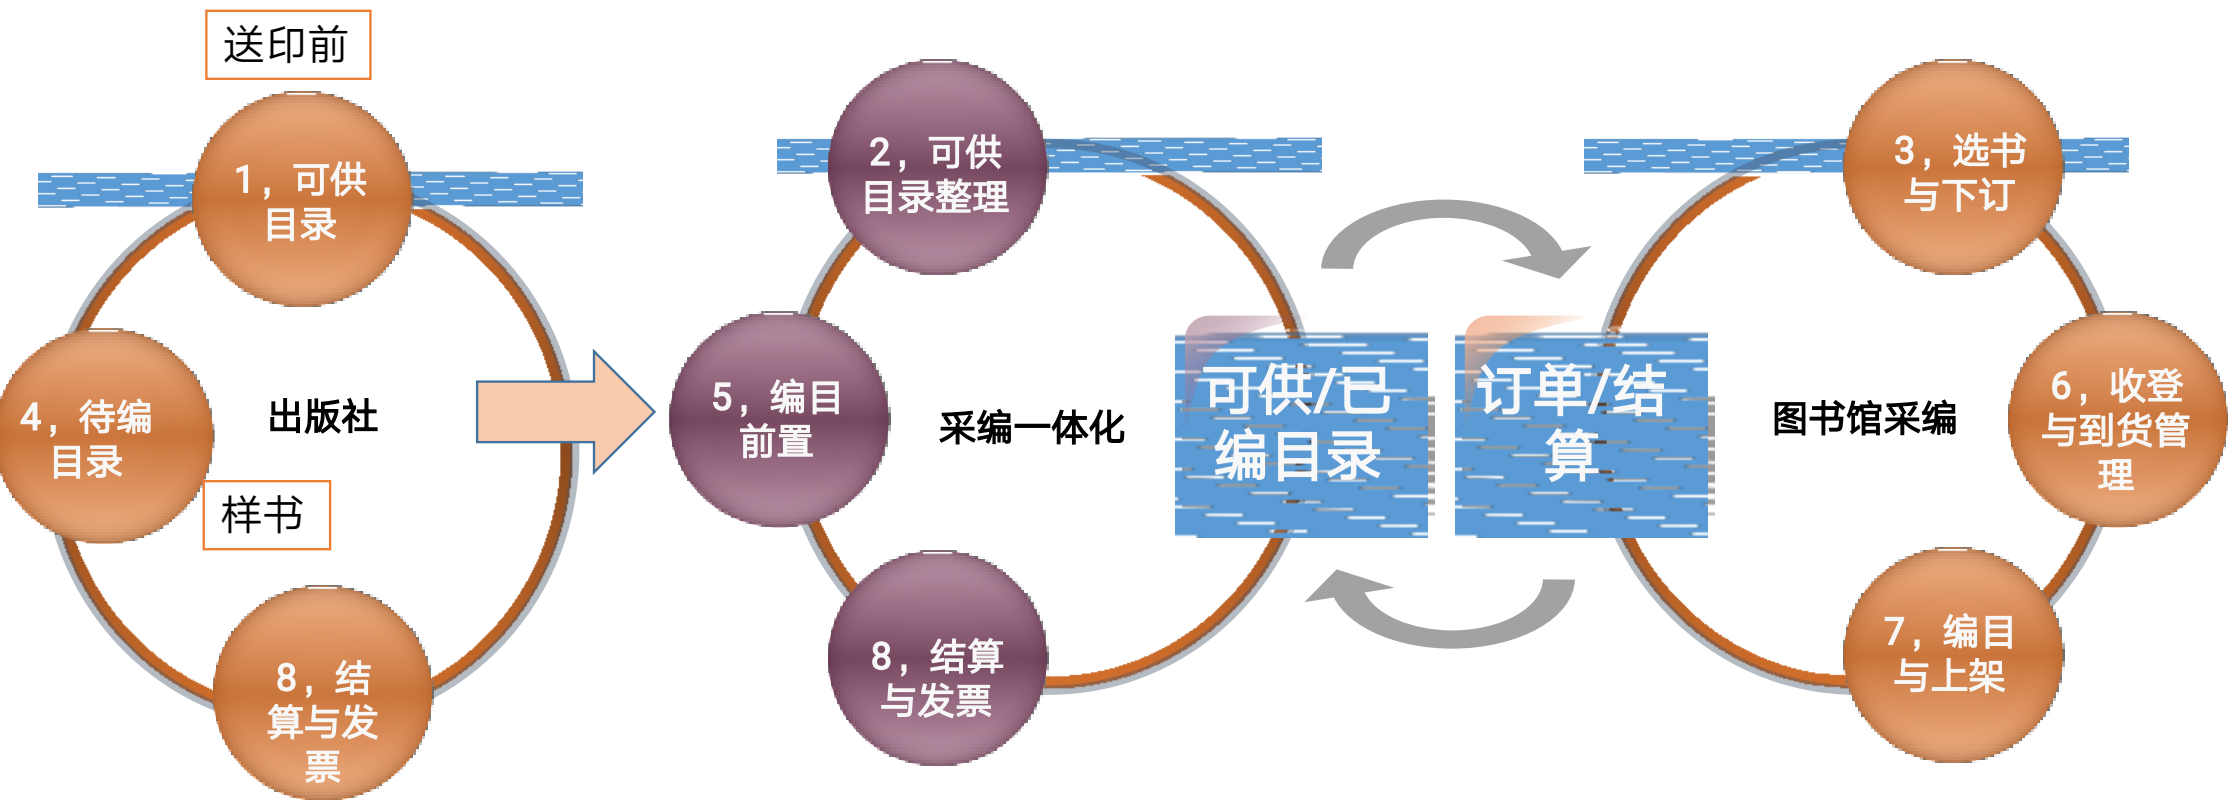 送印前
1，可供
目录
4，待编
目录
出版社
样书
8，结
算与发
票
2，可供
目录整理
5，编目
前置
采编一体化
8，结算
与发票
可供/已
编目录
订单/结
算
3，选书
与下订
图书馆采编
6，收登
与到货管
理
7，编目
与上架